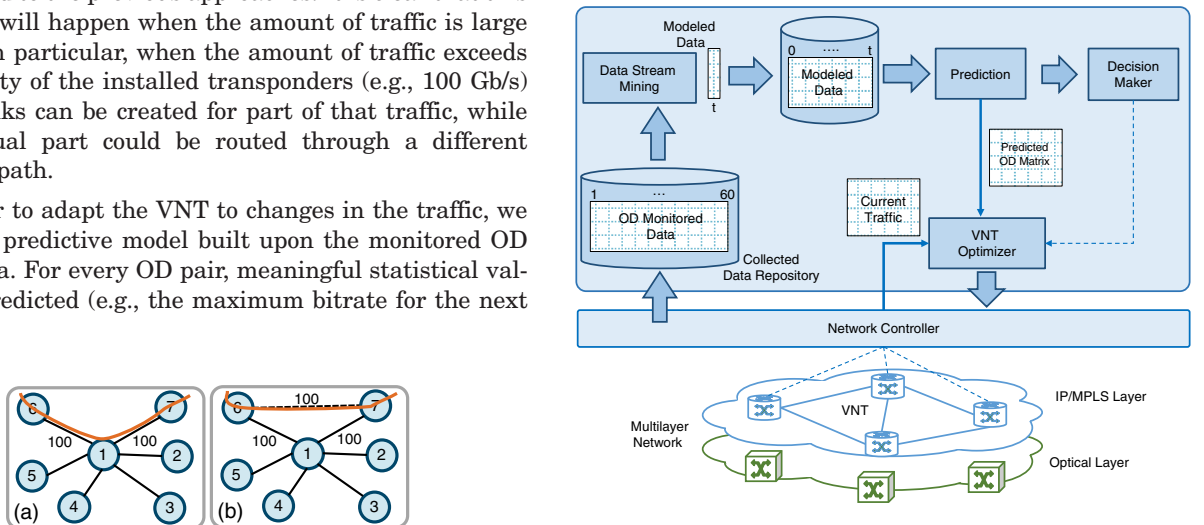 will happen when the amount of traffic is large
particular, when the amount of traffic exceeds
of the installed transponders (e.g., 100 Gb/s)
can be created for part of that traffic, while
part could be routed through a different
path.
to adapt the VNT to changes in the traffic, we
predictive model built upon the monitored OD
For every OD pair, meaningful statistical val-
(e.g., the maximum bitrate for the next
6
7
100
100
1
2
5
4
3
(a)
6
100
7
100
100
1
2
5
4
3
(b)
Modeled
Data
t
Data Stream
Mining
0 .... t
Modeled
Data
Prediction
Decision
Maker
Predicted
OD Matrix
1 ... 60
OD Monitored
Data
Collected
Data Repository
Current
Traffic
VNT
Optimizer
Network Controller
IP/MPLS Layer
VNT
Multilayer
Network
Optical Layer